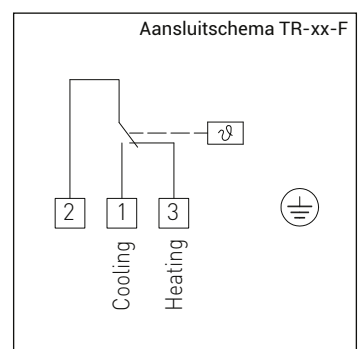 Aansluitschema TR-xx-F
ϑ
2 1 3
Cooling
Heating